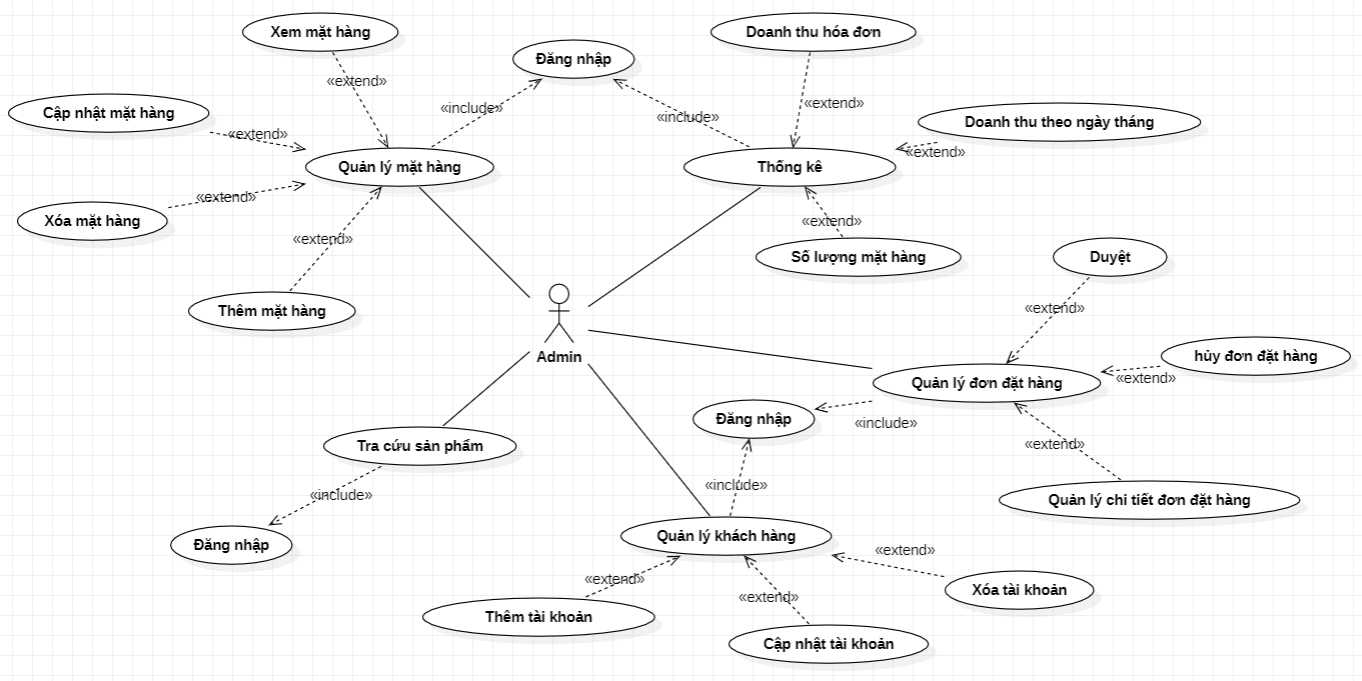 Xem mặt hàng
Doanh thu hóa đơn
Đăng nhập
«extend»
«include»
«extend»
Cập nhật mặt hàng
«include»
Doanh thu theo ngày tháng
«extend»
«extend»
Quản lý mặt hàng
Thống kê
«extend»
Xóa mặt hàng
«extend»
«extend»
Số lượng mặt hàng
Duyệt
Thêm mặt hàng
«extend»
Admin
hủy đơn đặt hàng
«extend»
Quản lý đơn đặt hàng
Đăng nhập
«include»
Tra cứu sản phẩm
«extend»
«include»
«include»
Quản lý chi tiết đơn đặt hàng
Đăng nhập
Quản lý khách hàng
«extend»
«extend»
«extend»
Xóa tài khoản
Thêm tài khoản
Cập nhật tài khoản